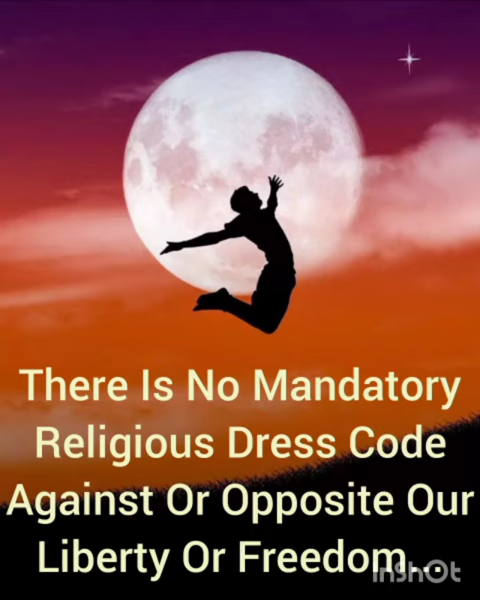 There Is No Mandatory
Religious Dress Code
Against Or Opposite Our
Liberty Or Freedom...
InShOt